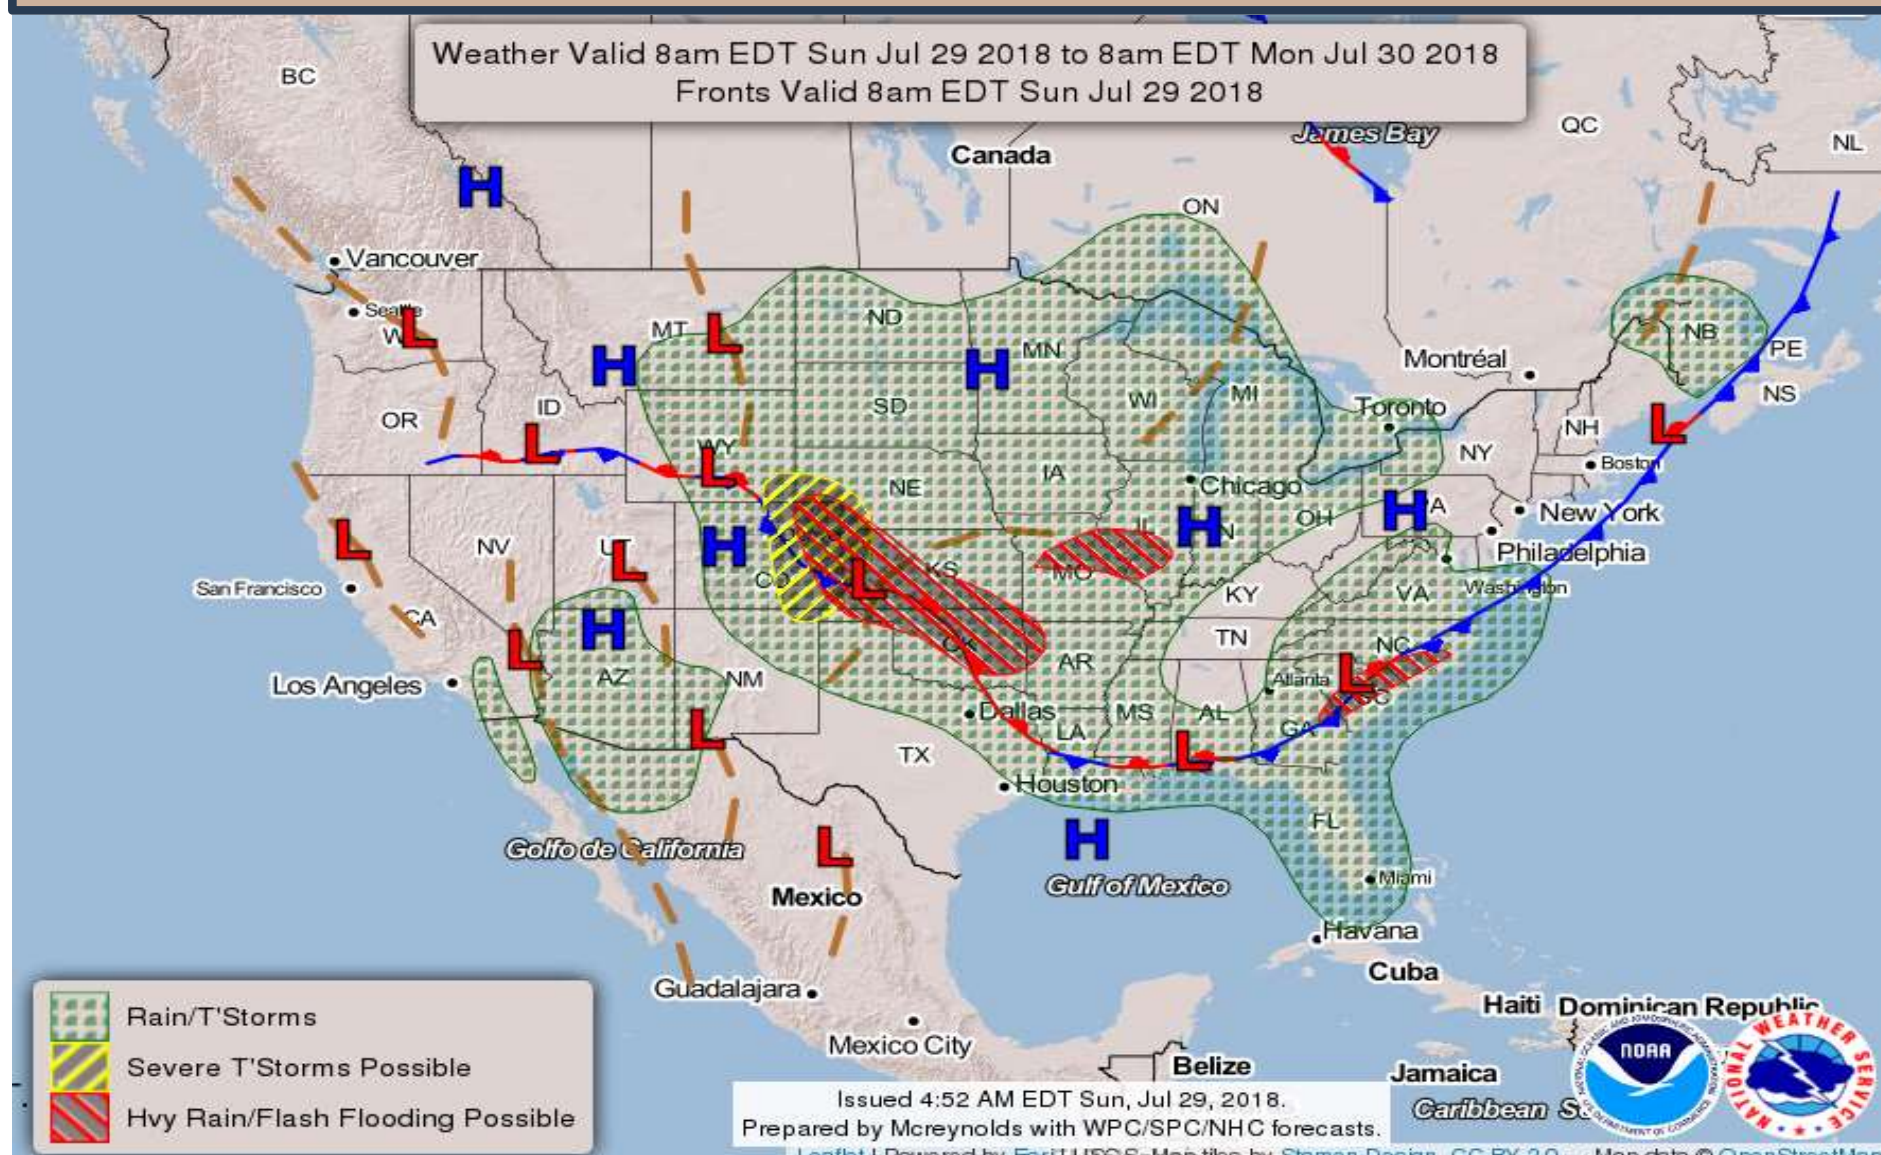 Weather Valid 8am EDT Sun Jul 29 2018 to 8am EDT Mon Jul 30 2018
Fronts Valid 8am EDT Sun Jul 29 2018
BC
James Bay
QC
NL
Canada
H
ON
Vancouver
Seattle
L
MT
L
ND
MN
NB
PE
H
H
Montréal
WI
MI
NS
OR
ID
SD
Toronto
L
NH
L
WY
NY
Boston
L
IA
NE
Chicago
H
New York
OH
IL
H
L
NV
UT
H
KS
Philadelphia
L
CO
L
MO
San Francisco
KY
VA
Washington
CA
H
TN
NC
L
OK
AR
Los Angeles
AZ
NM
Atlanta
L
SC
Dallas
MS
AL
L
LA
GA
TX
L
Houston
FL
Golfo de California
L
H
Gulf of Mexico
Miami
Mexico
Havana
Guadalajara
Cuba
Haiti
Dominican Republic
Mexico City
Belize
Jamaica
Caribbean
Rain/T'Storms
Severe T'Storms Possible
Hvy Rain/Flash Flooding Possible
Issued 4:52 AM EDT Sun, Jul 29, 2018.
Prepared by Mcreynolds with WPC/SPC/NHC forecasts.
NOAA
NATIONAL WEATHER SERVICE